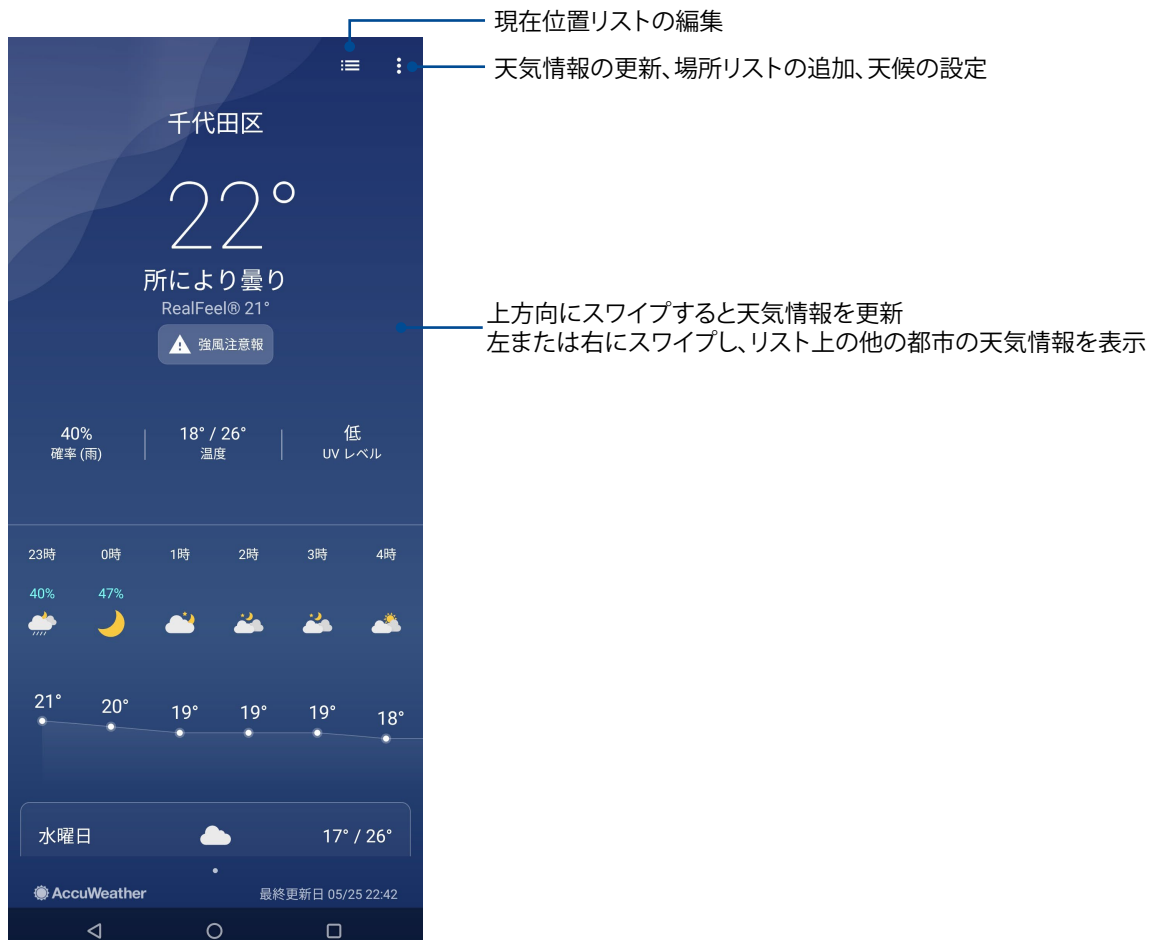 現在位置リストの編集
天気情報の更新、場所リストの追加、天候の設定
千代田区
22°
所により曇り
RealFeel® 21°
強風注意報
上方向にスワイプすると天気情報を更新
左または右にスワイプし、リスト上の他の都市の天気情報を表示
40% 18° / 26° 低
確率 (雨) 温度 UV レベル
23時 0時 1時 2時 3時 4時
40% 47%
21° 20° 19° 19° 19° 18°
水曜日 17° / 26°
AccuWeather 最終更新日 05/25 22:42